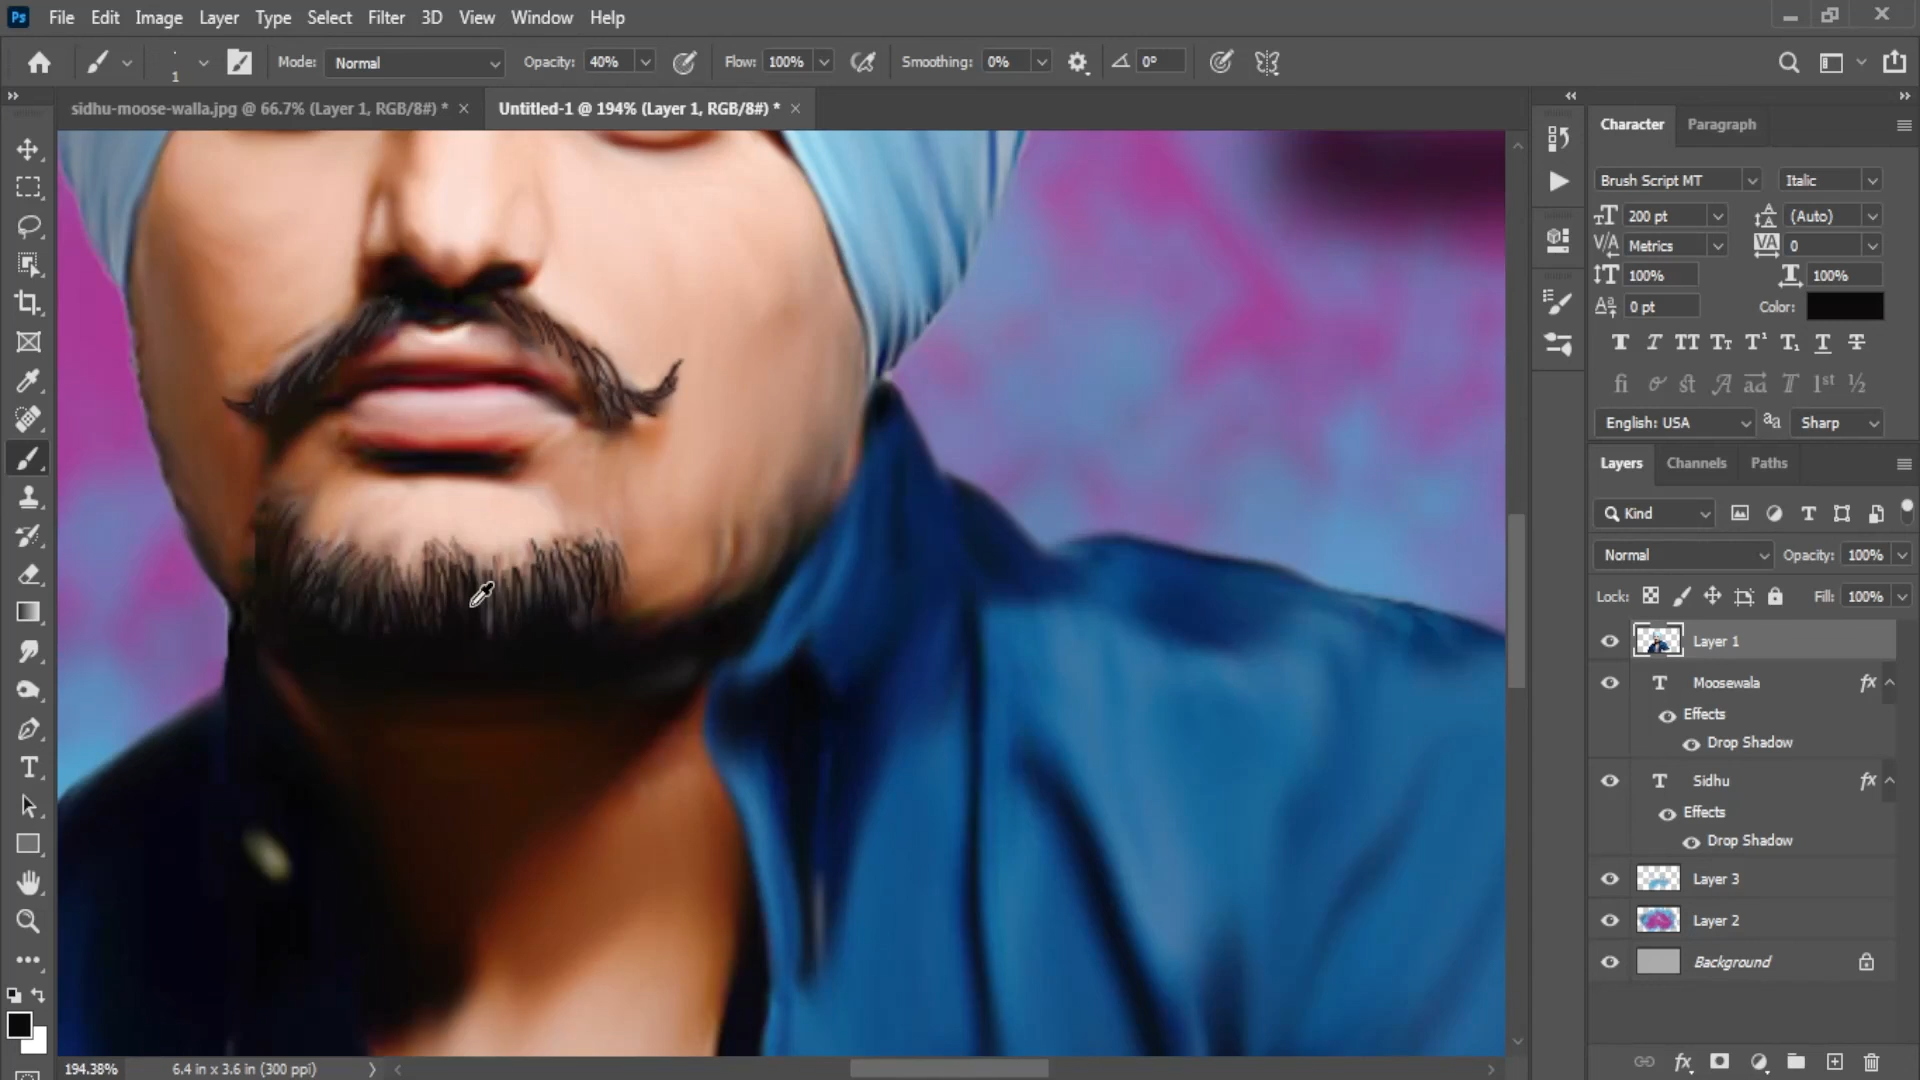 Ps File Edit Image Layer Type Select Filter 3D View Window Help
1 Mode: Normal Opacity: 40% Flow: 100% Smoothing: 0% 0°
sidhu-moose-walla.jpg @ 66.7% (Layer 1, RGB/8#) * × Untitled-1 @ 194% (Layer 1, RGB/8#) * ×
Character Paragraph
Brush Script MT Italic
200 pt (Auto)
Metrics 0
100% 100%
0 pt Color:
English: USA Sharp
Layers Channels Paths
Kind
Normal Opacity: 100%
Lock: Fill: 100%
Layer 1
Moosewala fx
Effects
Drop Shadow
Sidhu fx
Effects
Drop Shadow
Layer 3
Layer 2
Background
194.38% 6.4 in x 3.6 in (300 ppi)